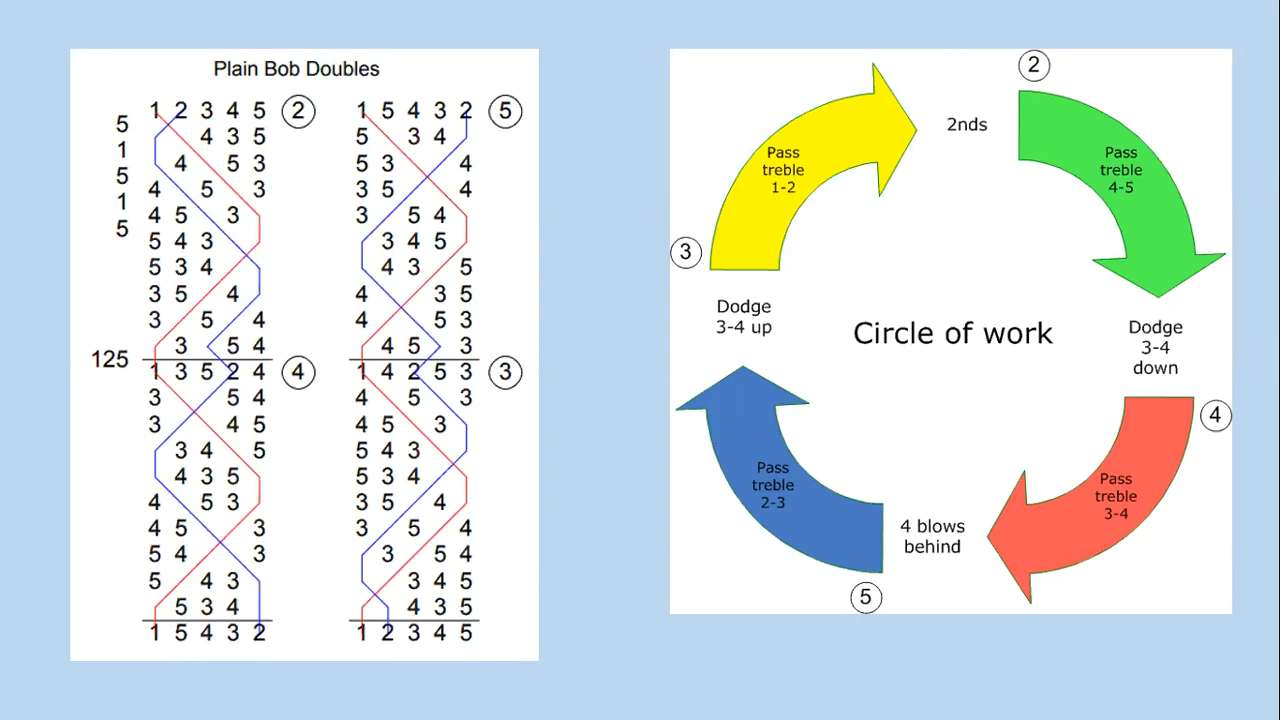 Plain Bob Doubles
5
1
5
1
5
125
1 2 3 4 5 2
4 3 5
4 5 3
4 5 3
4 5 3
5 4 3
5 3 4
3 5 4
3 5 4
3 5 4
1 3 5 2 4 4
3 5 4
3 4 5
3 4 5
4 3 5
4 5 3
4 5 3
5 4 3
5 4 3
5 3 4
1 5 4 3 2
1 5 4 3 2 5
5 3 4
5 3 4
3 5 4
3 5 4
3 4 5
4 3 5
4 3 5
4 5 3
4 5 3
1 4 2 5 3 3
4 5 3
4 5 3
5 4 3
5 3 4
3 5 4
3 5 4
3 5 4
3 4 5
4 3 5
1 2 3 4 5
2
2nds
Pass
treble
4-5
Dodge
3-4
down
4
Pass
treble
3-4
4 blows
behind
5
Pass
treble
2-3
Dodge
3-4 up
3
Pass
treble
1-2
Circle of work